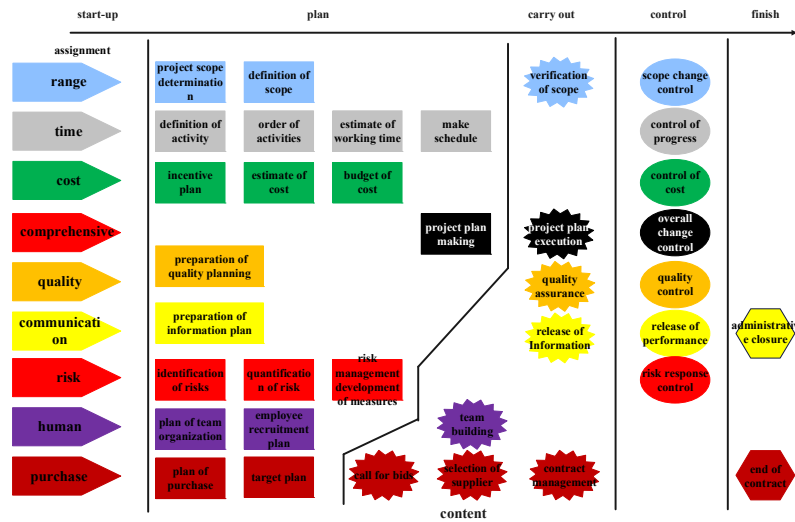 start-up plan carry out control finish
assignment
range
project scope
determinatio
n
definition of
scope
verification
of scope
scope change
control
time
definition of
activity
order of
activities
estimate of
working time
make
schedule
control of
progress
cost
incentive
plan
estimate of
cost
budget of
cost
control of
cost
comprehensive
project plan
making
project plan
execution
overall
change
control
quality
preparation of
quality planning
quality
assurance
quality
control
communicati
on
preparation of
information plan
release of
Information
release of
performance
administrativ
e closure
risk
identification
of risks
quantificati
on of risk
risk
management
development
of measures
risk response
control
human
plan of team
organization
employee
recruitment
plan
team
building
purchase
plan of
purchase
target plan
call for bids
selection of
supplier
contract
management
end of
contract
content